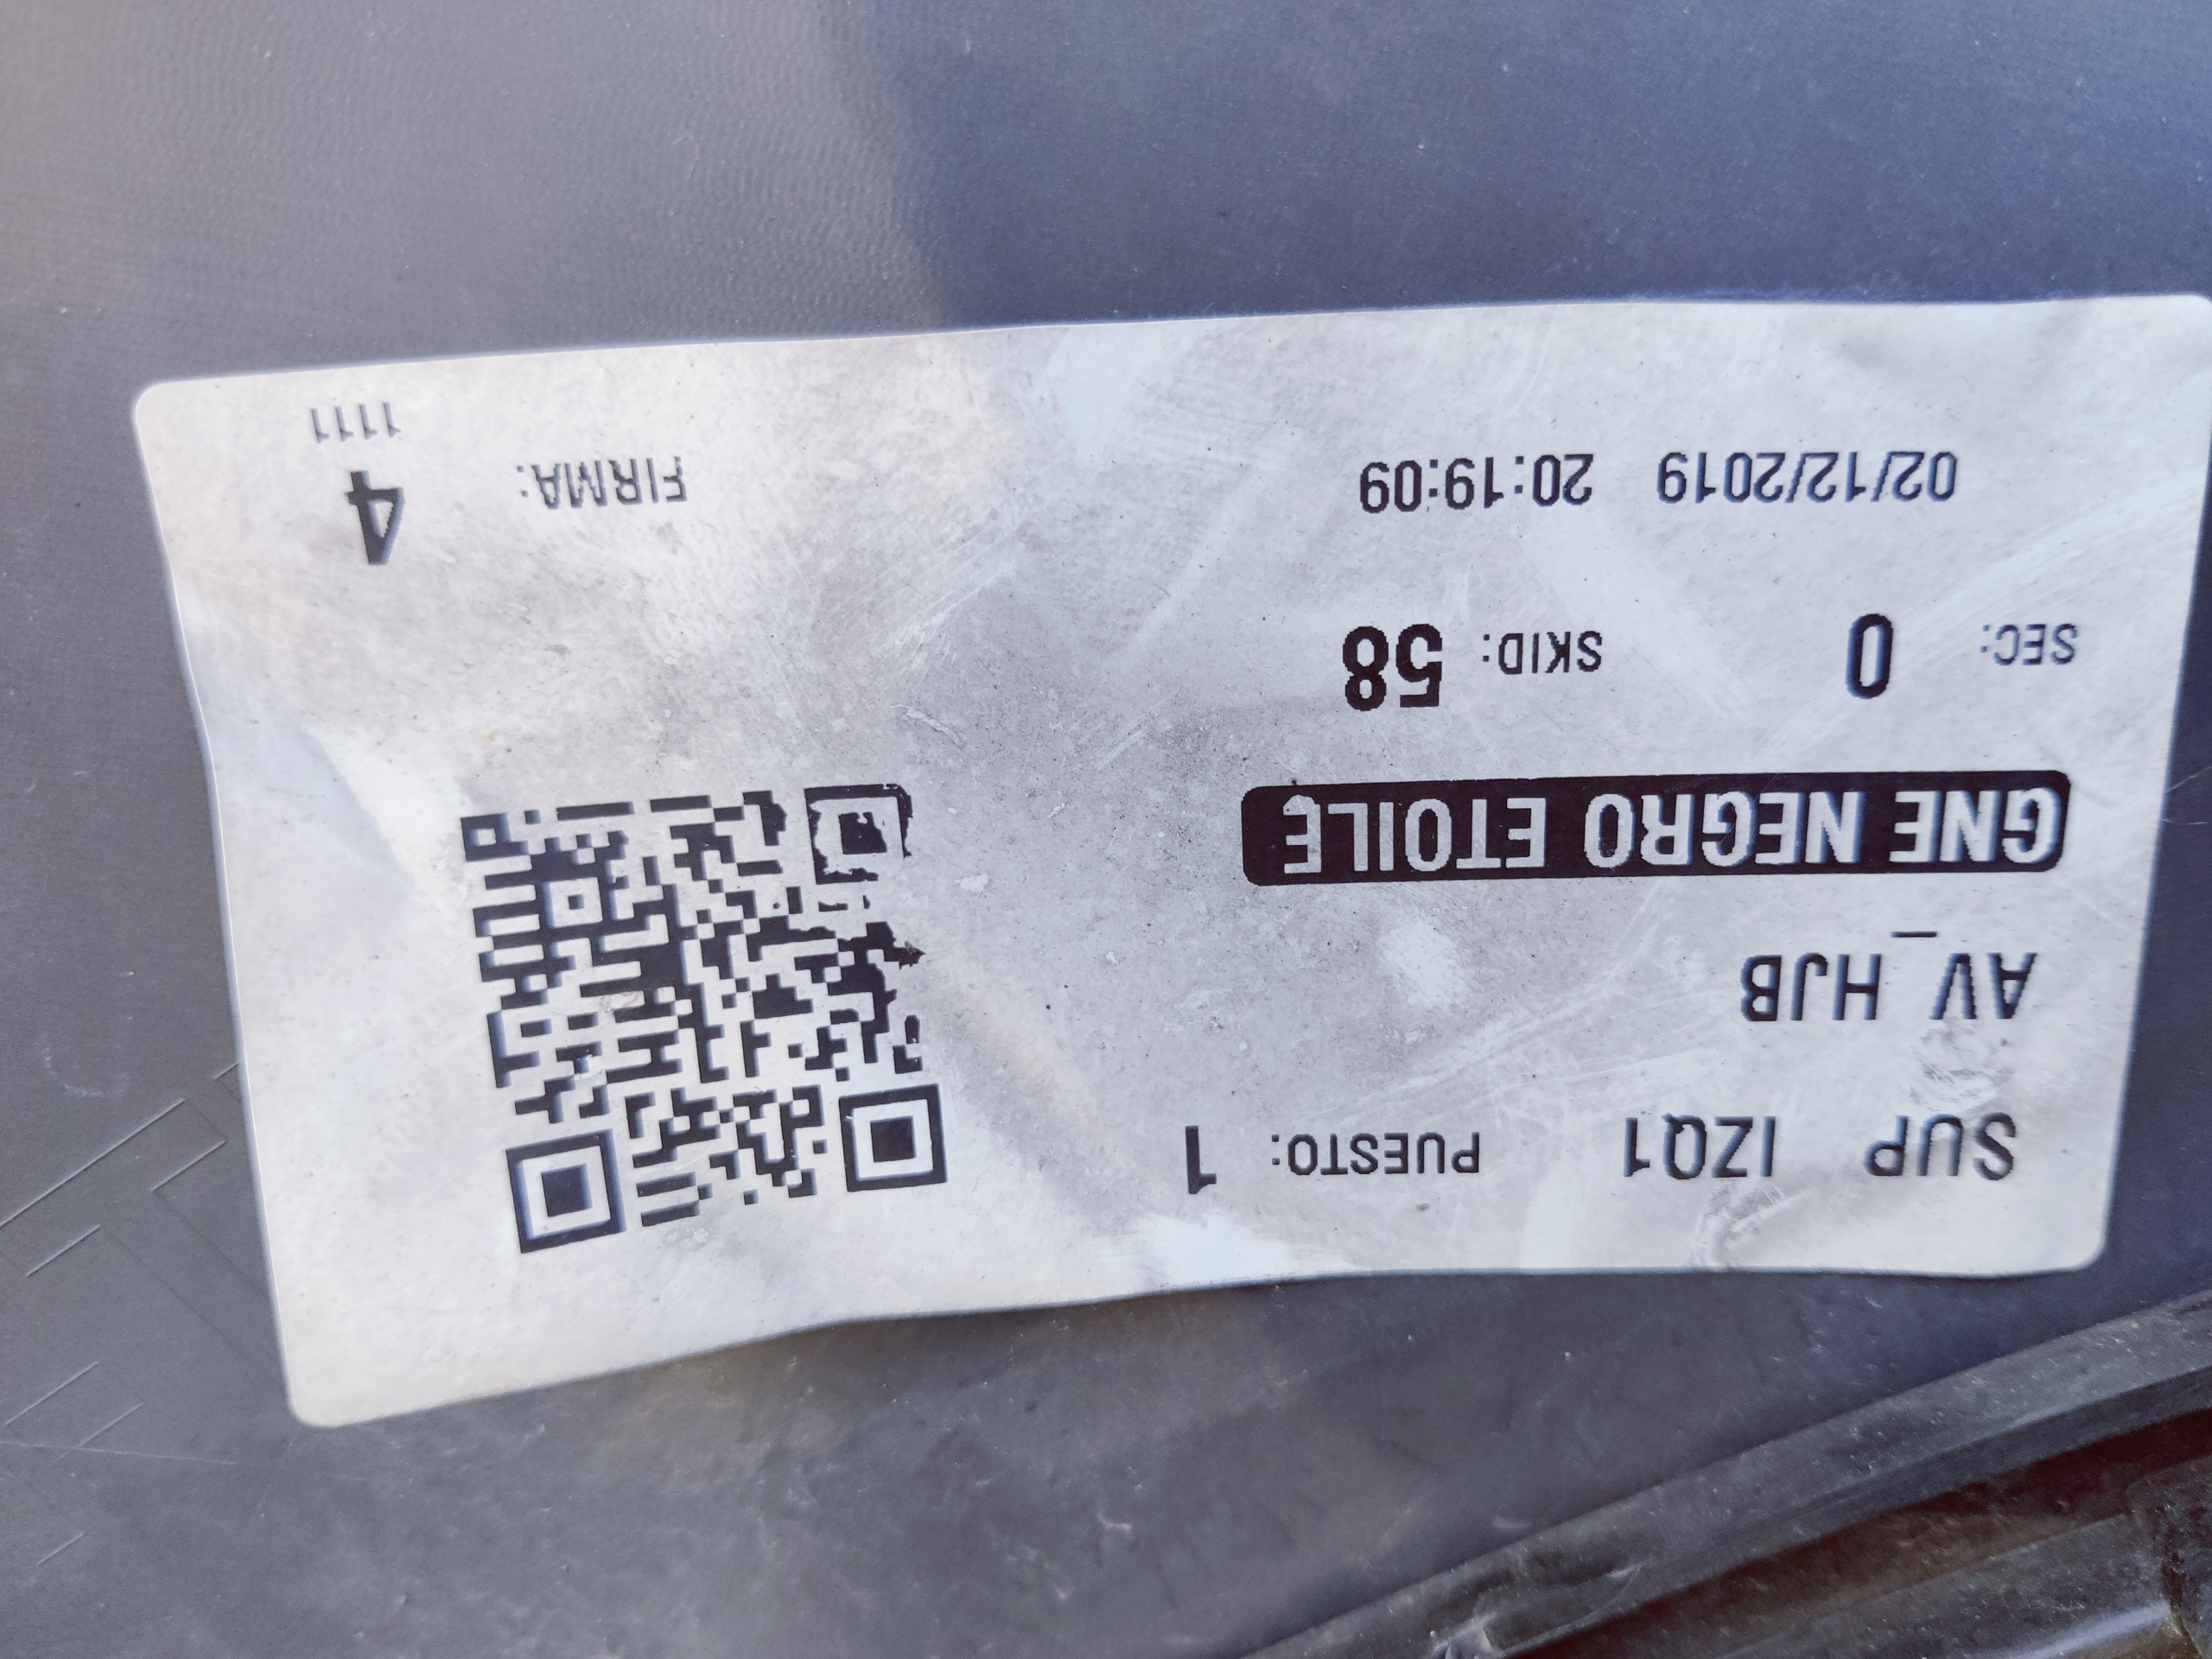 SUP IZQ1 PUESTO: 1
AV_HJB
GNE NEGRO ETOILE
SEC: 0 SKID: 58
02/12/2019 20:19:09 FIRMA: 4
1111